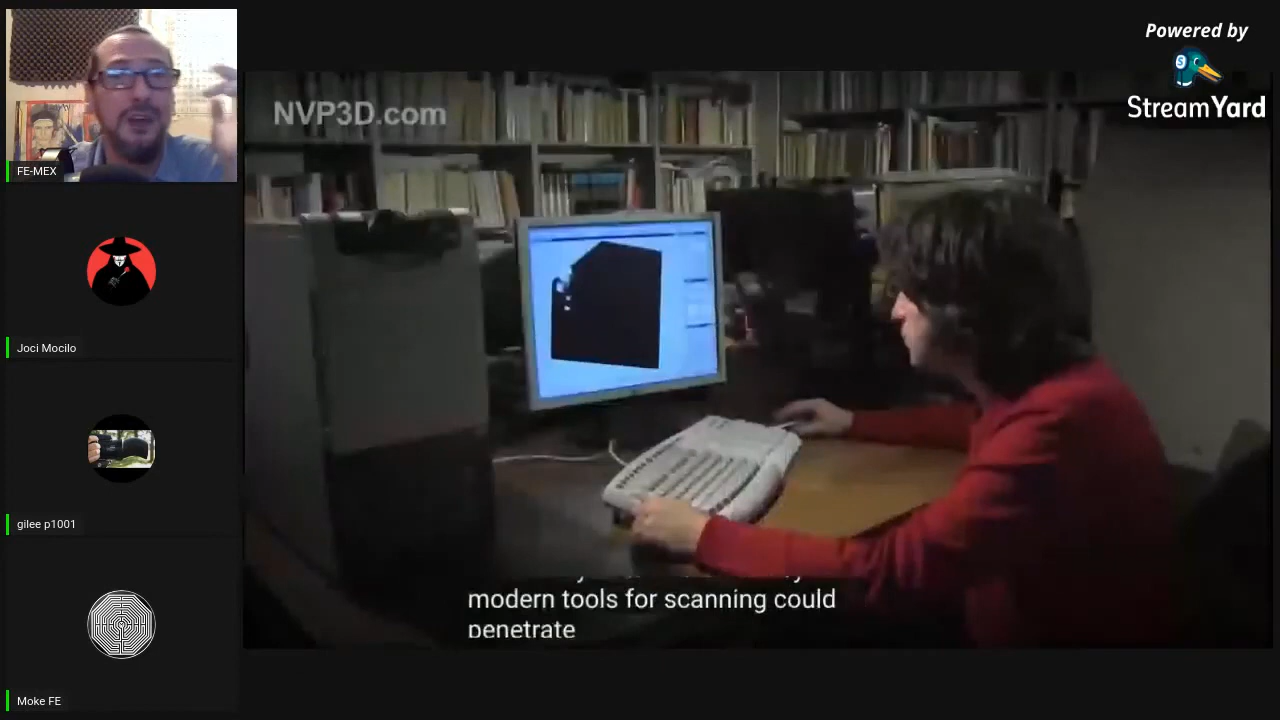 Powered by
StreamYard
NVP3D.com
FE-MEX
Joci Mocilo
gilee p1001
modern tools for scanning could
penetrate
Moke FE